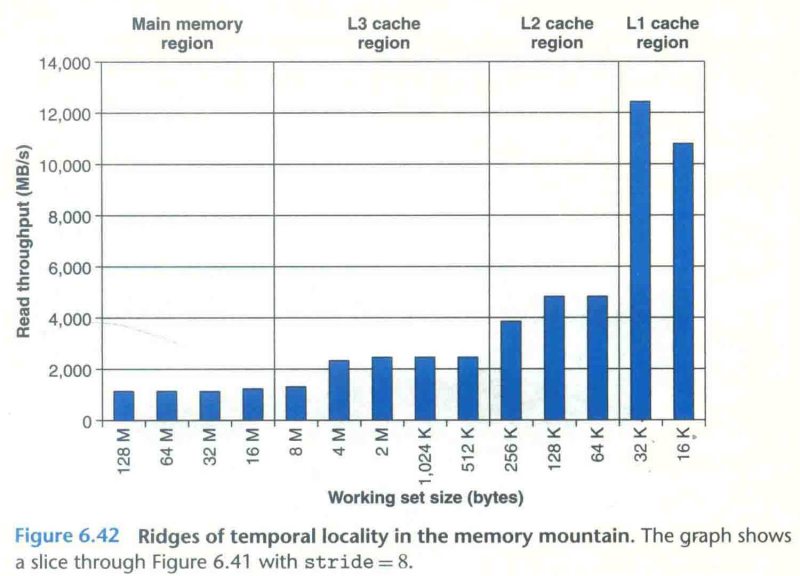 Main memory region
L3 cache region
L2 cache region
L1 cache region
14,000
12,000
10,000
8,000
6,000
4,000
2,000
0
Read throughput (MB/s)
128 M
64 M
32 M
16 M
8 M
4 M
2 M
1,024 K
512 K
256 K
128 K
64 K
32 K
16 K
Working set size (bytes)
Figure 6.42 Ridges of temporal locality in the memory mountain. The graph shows
a slice through Figure 6.41 with stride = 8.